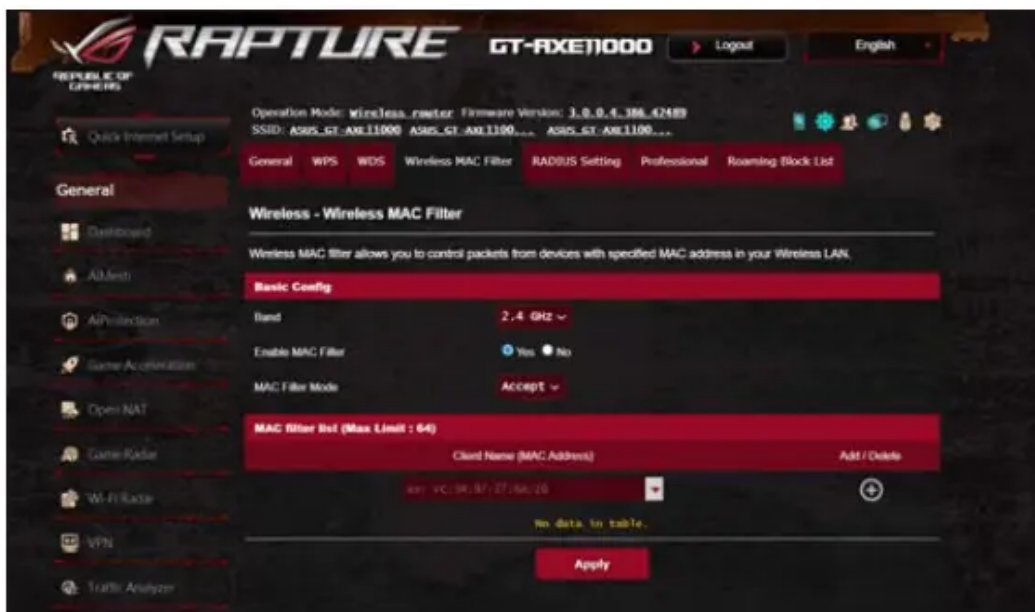 RAPTURE
GT-AXE11000
Logout
English
REPUBLIC OF
GAMERS
Operation Mode: Wireless router Firmware Version: 3.0.0.4.386_42489
SSID: ASUS_GT-AXE11000 ASUS_GT-AXE1100... ASUS_GT-AXE1100...
Quick Internet Setup
General WPS WDS Wireless MAC Filter RADIUS Setting Professional Roaming Block List
General
Wireless - Wireless MAC Filter
Dashboard
Wireless MAC filter allows you to control packets from devices with specified MAC address in your Wireless LAN.
AiMesh
Basic Config
AiProtection
Band 2.4 GHz
Enable MAC Filter Yes No
Game Acceleration
MAC Filter Mode Accept
Open NAT
MAC filter list (Max Limit : 64)
Game Radar
Client Name (MAC Address) Add / Delete
Wi-Fi Radar
ex:
No data in table.
VPN
Apply
Traffic Analyzer